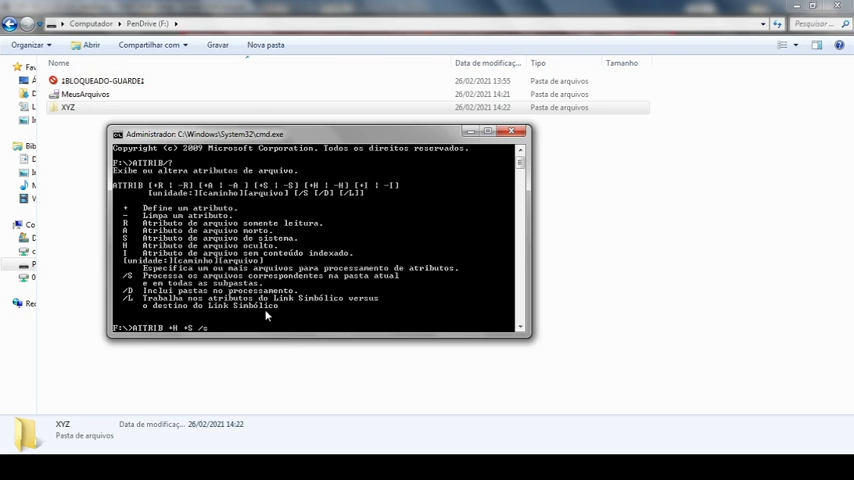 Computador ▸ PenDrive (F:) ▸
Pesquisar ...
Organizar ▾ Abrir Compartilhar com ▾ Gravar Nova pasta
Nome Data de modificaç... Tipo Tamanho
!BLOQUEADO-GUARDE! 26/02/2021 13:55 Pasta de arquivos
MeusArquivos 26/02/2021 14:21 Pasta de arquivos
XYZ 26/02/2021 14:22 Pasta de arquivos
Fav
Bib
Co
Re
Administrador: C:\Windows\System32\cmd.exe
Copyright (c) 2009 Microsoft Corporation. Todos os direitos reservados.
F:\>ATTRIB/?
Exibe ou altera atributos de arquivo.
ATTRIB [+R | -R] [+A | -A ] [+S | -S] [+H | -H] [+I | -I]
[unidade:][caminho][arquivo] [/S [/D] [/L]]
+ Define um atributo.
- Limpa um atributo.
R Atributo de arquivo somente leitura.
A Atributo de arquivo morto.
S Atributo de arquivo de sistema.
H Atributo de arquivo oculto.
I Atributo de arquivo sem conteúdo indexado.
[unidade:][caminho][arquivo]
Especifica um ou mais arquivos para processamento de atributos.
/S Processa os arquivos correspondentes na pasta atual
e em todas as subpastas.
/D Inclui pastas no processamento.
/L Trabalha nos atributos do Link Simbólico versus
o destino do Link Simbólico
F:\>ATTRIB +H +S /s
XYZ Data de modificaç... 26/02/2021 14:22
Pasta de arquivos